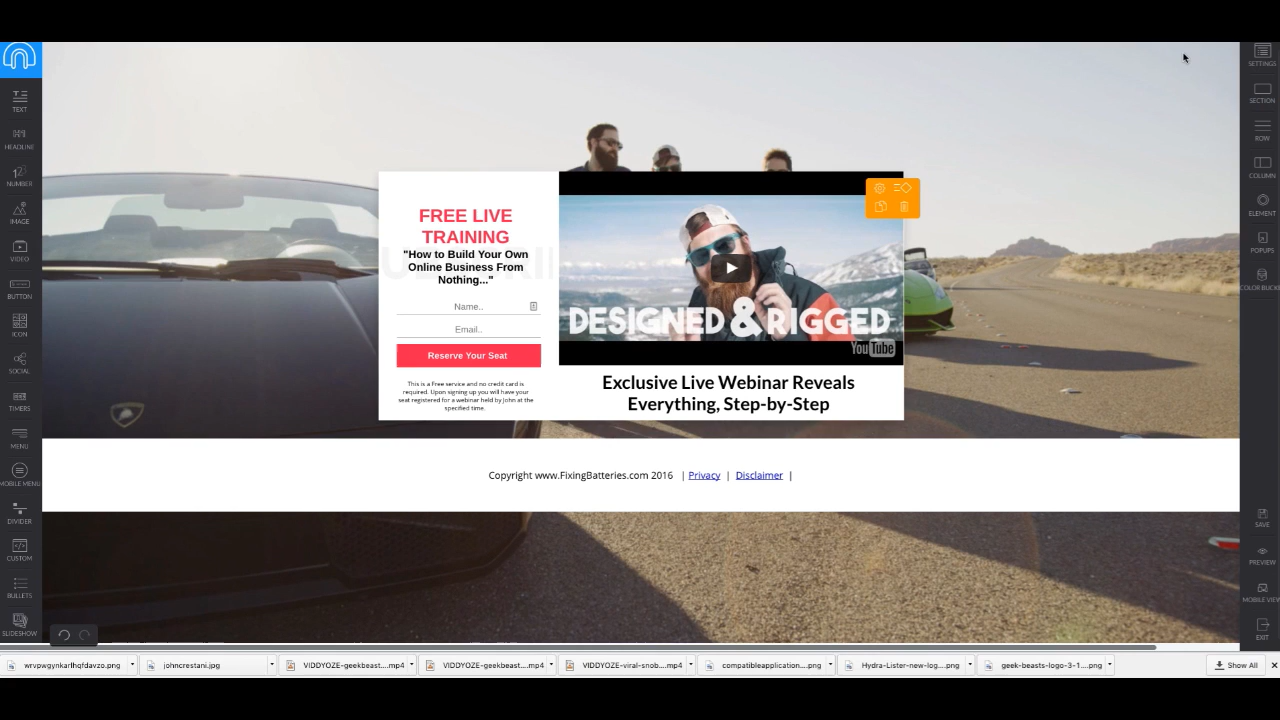 TEXT
HEADLINE
NUMBER
IMAGE
VIDEO
BUTTON
ICON
SOCIAL
TIMERS
MENU
MOBILE MENU
DIVIDER
CUSTOM
BULLETS
SLIDESHOW
FREE LIVE
TRAINING
"How to Build Your Own
Online Business From
Nothing..."
Name..
Email..
Reserve Your Seat
This is a Free service and no credit card is
required. Upon signing up you will have your
seat registered for a webinar held by John at the
specified time.
DESIGNED & RIGGED
YouTube
Exclusive Live Webinar Reveals
Everything, Step-by-Step
Copyright www.FixingBatteries.com 2016 | Privacy | Disclaimer |
SETTINGS
SECTION
ROW
COLUMN
ELEMENT
POPUPS
COLOR BUCK
SAVE
PREVIEW
MOBILE VIEW
EXIT
wrvpwgynkarlhqfdavzo.png
johncrestani.jpg
VIDDYOZE-geekbeast....mp4
VIDDYOZE-geekbeast....mp4
VIDDYOZE-viral-snob....mp4
compatibleapplication....png
Hydra-Lister-new-log....png
geek-beasts-logo-3-1....png
Show All